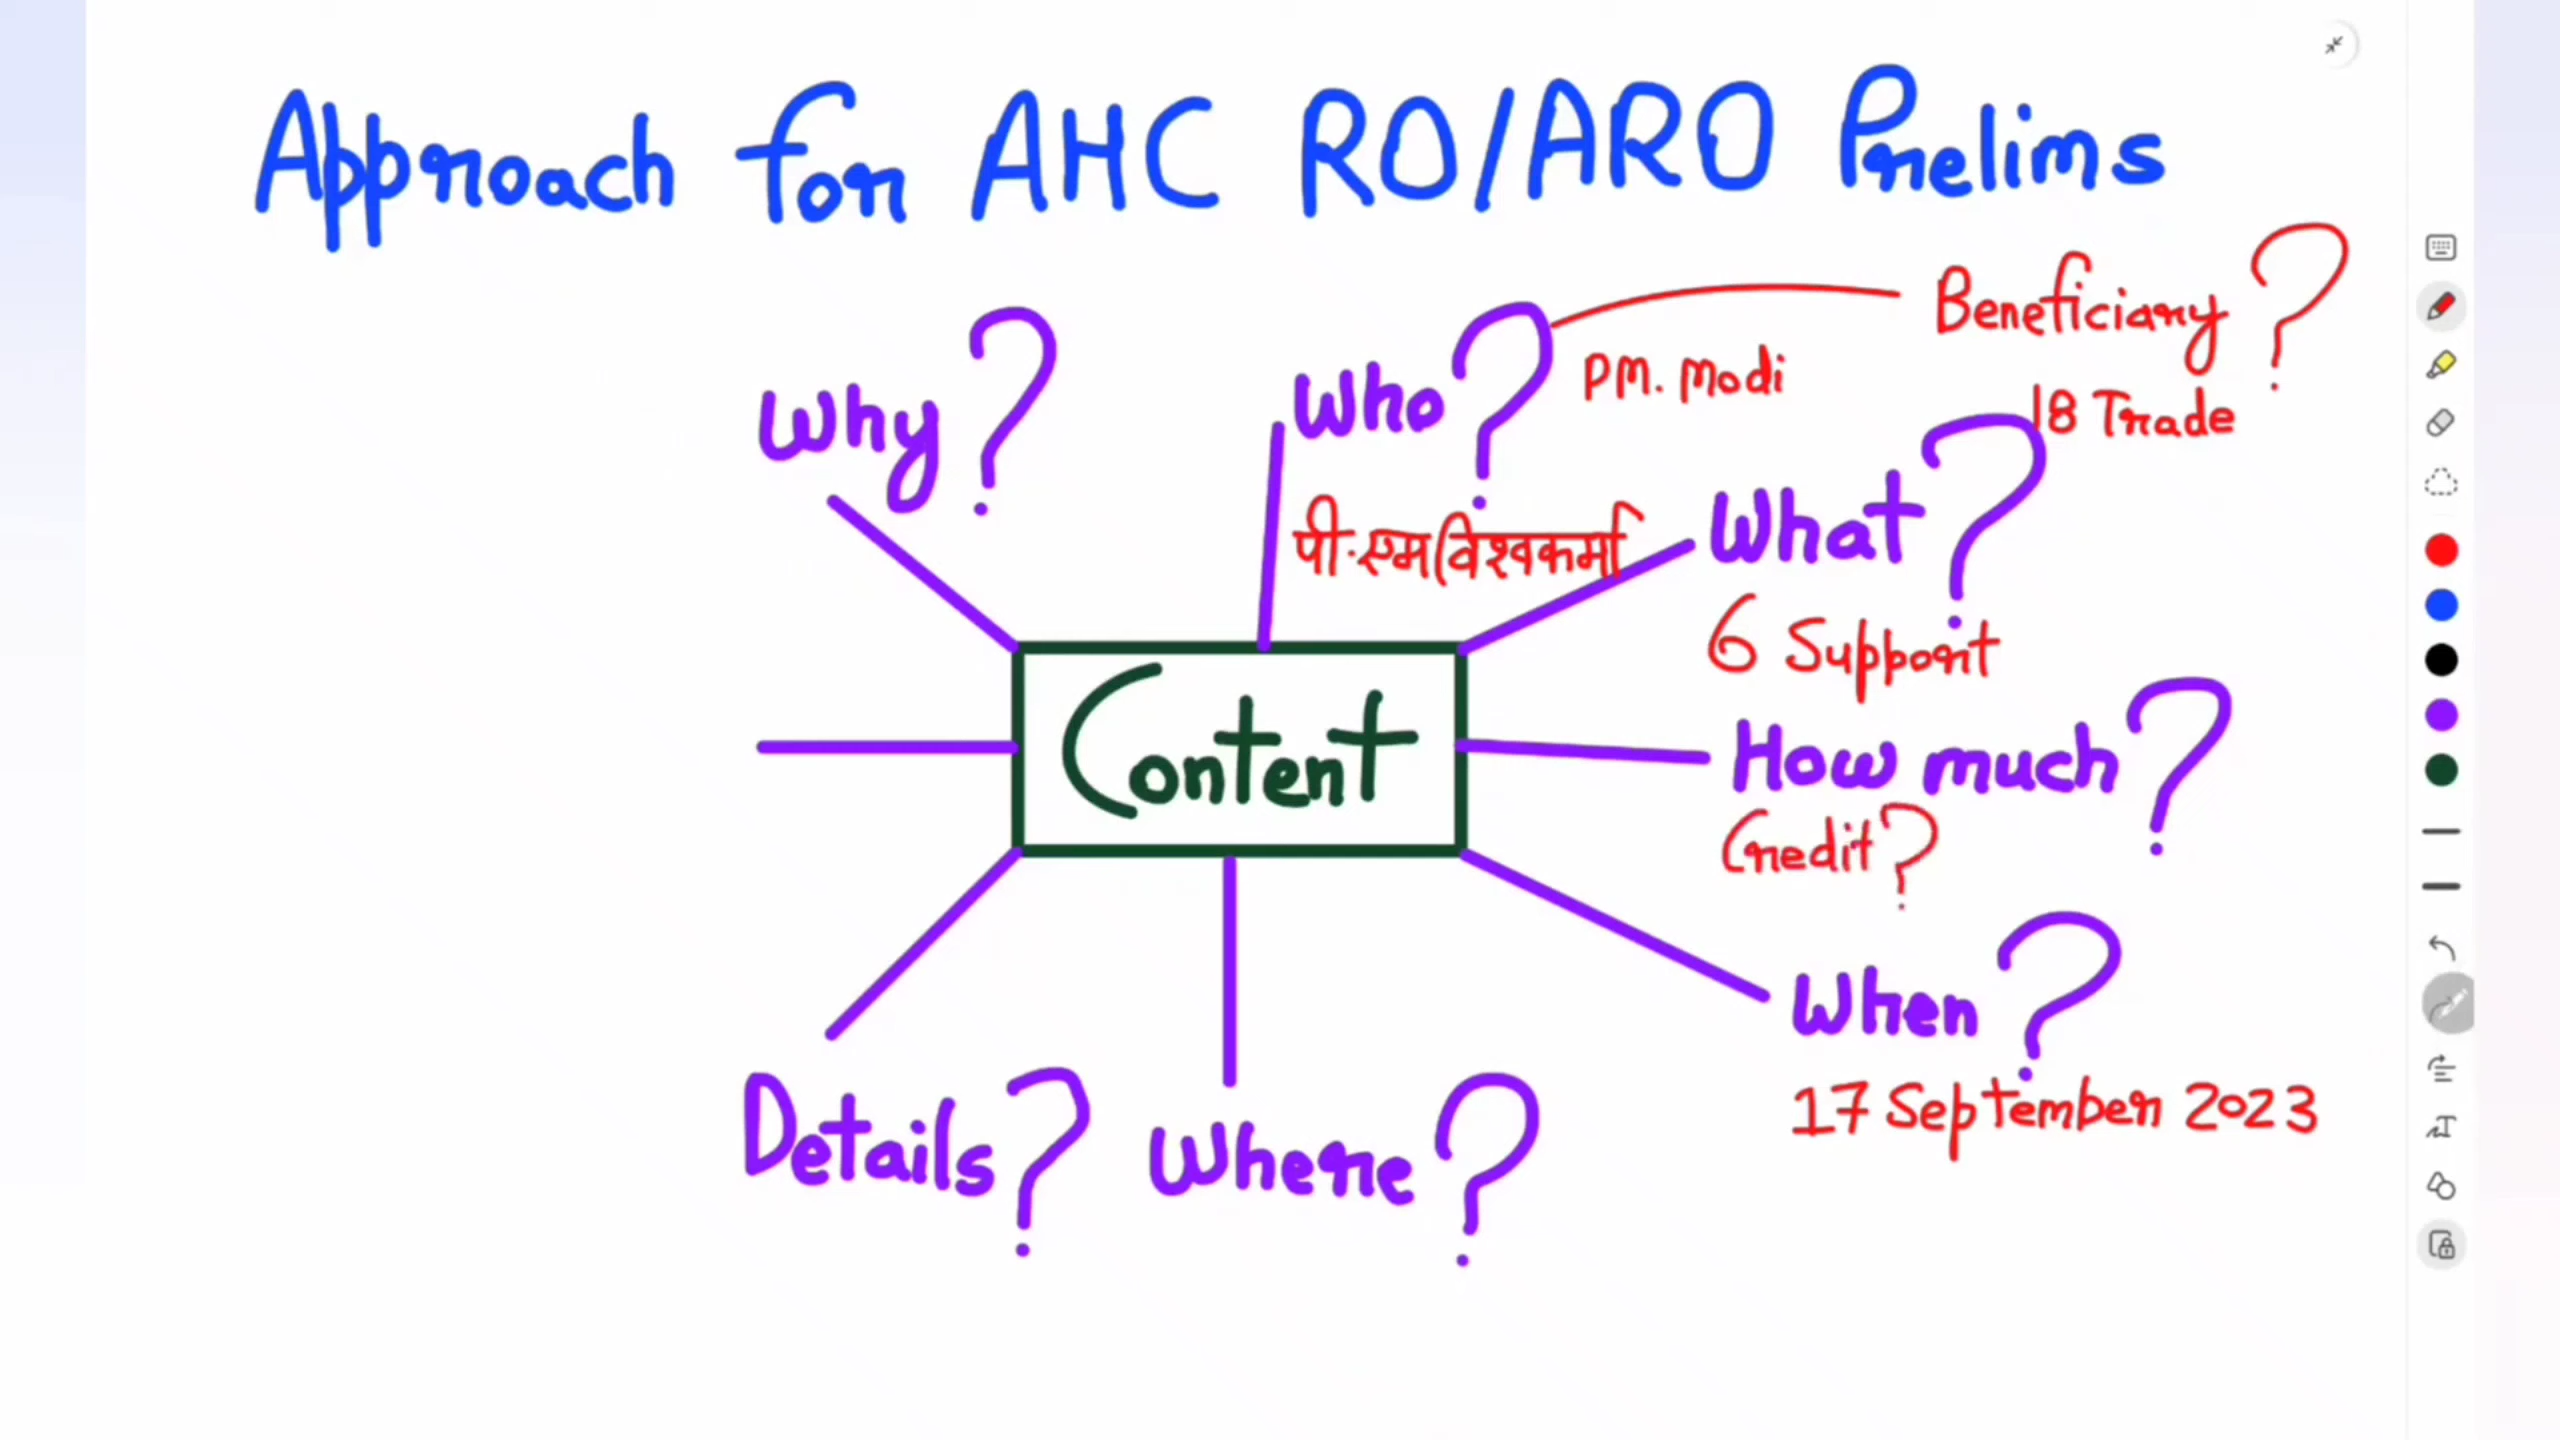 Approach for AHC RO/ARO Prelims
Beneficiary?
Why?
Who?
PM. Modi
18 Trade
What?
पी.एम विश्वकर्मा
6 Support
Content
How much?
Credit?
When?
17 September 2023
Details?
Where?